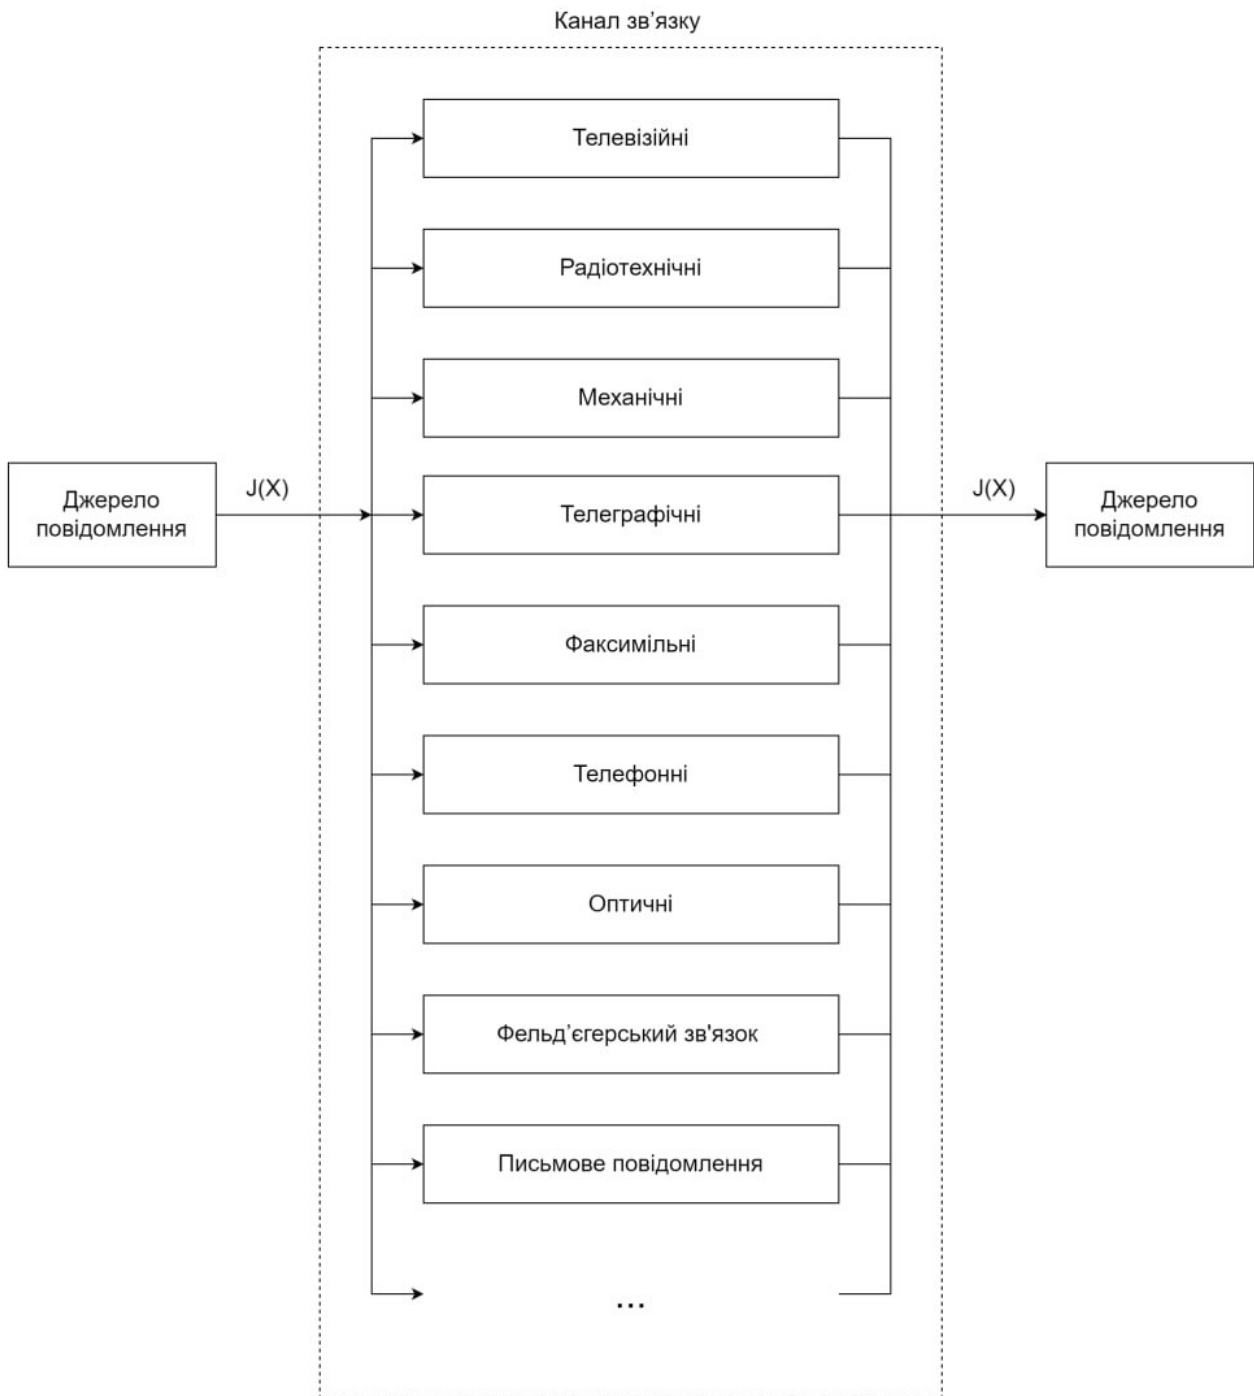 Канал зв’язку
Телевізійні
Радіотехнічні
Механічні
Джерело
повідомлення
J(X)
Телеграфічні
J(X)
Джерело
повідомлення
Факсимільні
Телефонні
Оптичні
Фельд’єгерський зв'язок
Письмове повідомлення
...